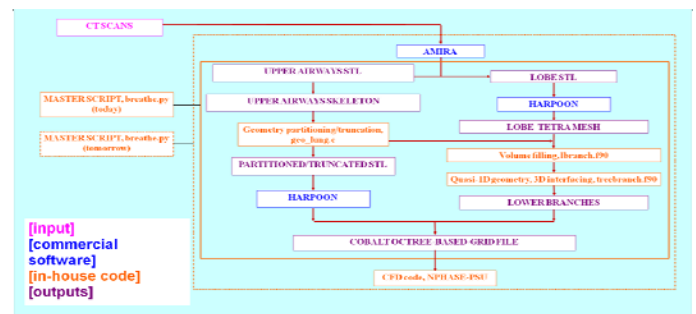 CT SCANS
AMIRA
UPPER AIRWAYS STL
LOBE STL
MASTER SCRIPT, breathe.py
(today)
UPPER AIRWAYS SKELETON
HARPOON
Geometry partitioning/truncation,
geo_lung.c
LOBE TETRA MESH
MASTER SCRIPT, breathe.py
(tomorrow)
PARTITIONED/TRUNCATED STL
Volume filling, lbranch.f90
Quasi-1D geometry, 3D interfacing, treebranch.f90
HARPOON
LOWER BRANCHES
COBALT OCTREE BASED GRID FILE
CFD code, NPHASE-PSU
[input]
[commercial
software]
[in-house code]
[outputs]